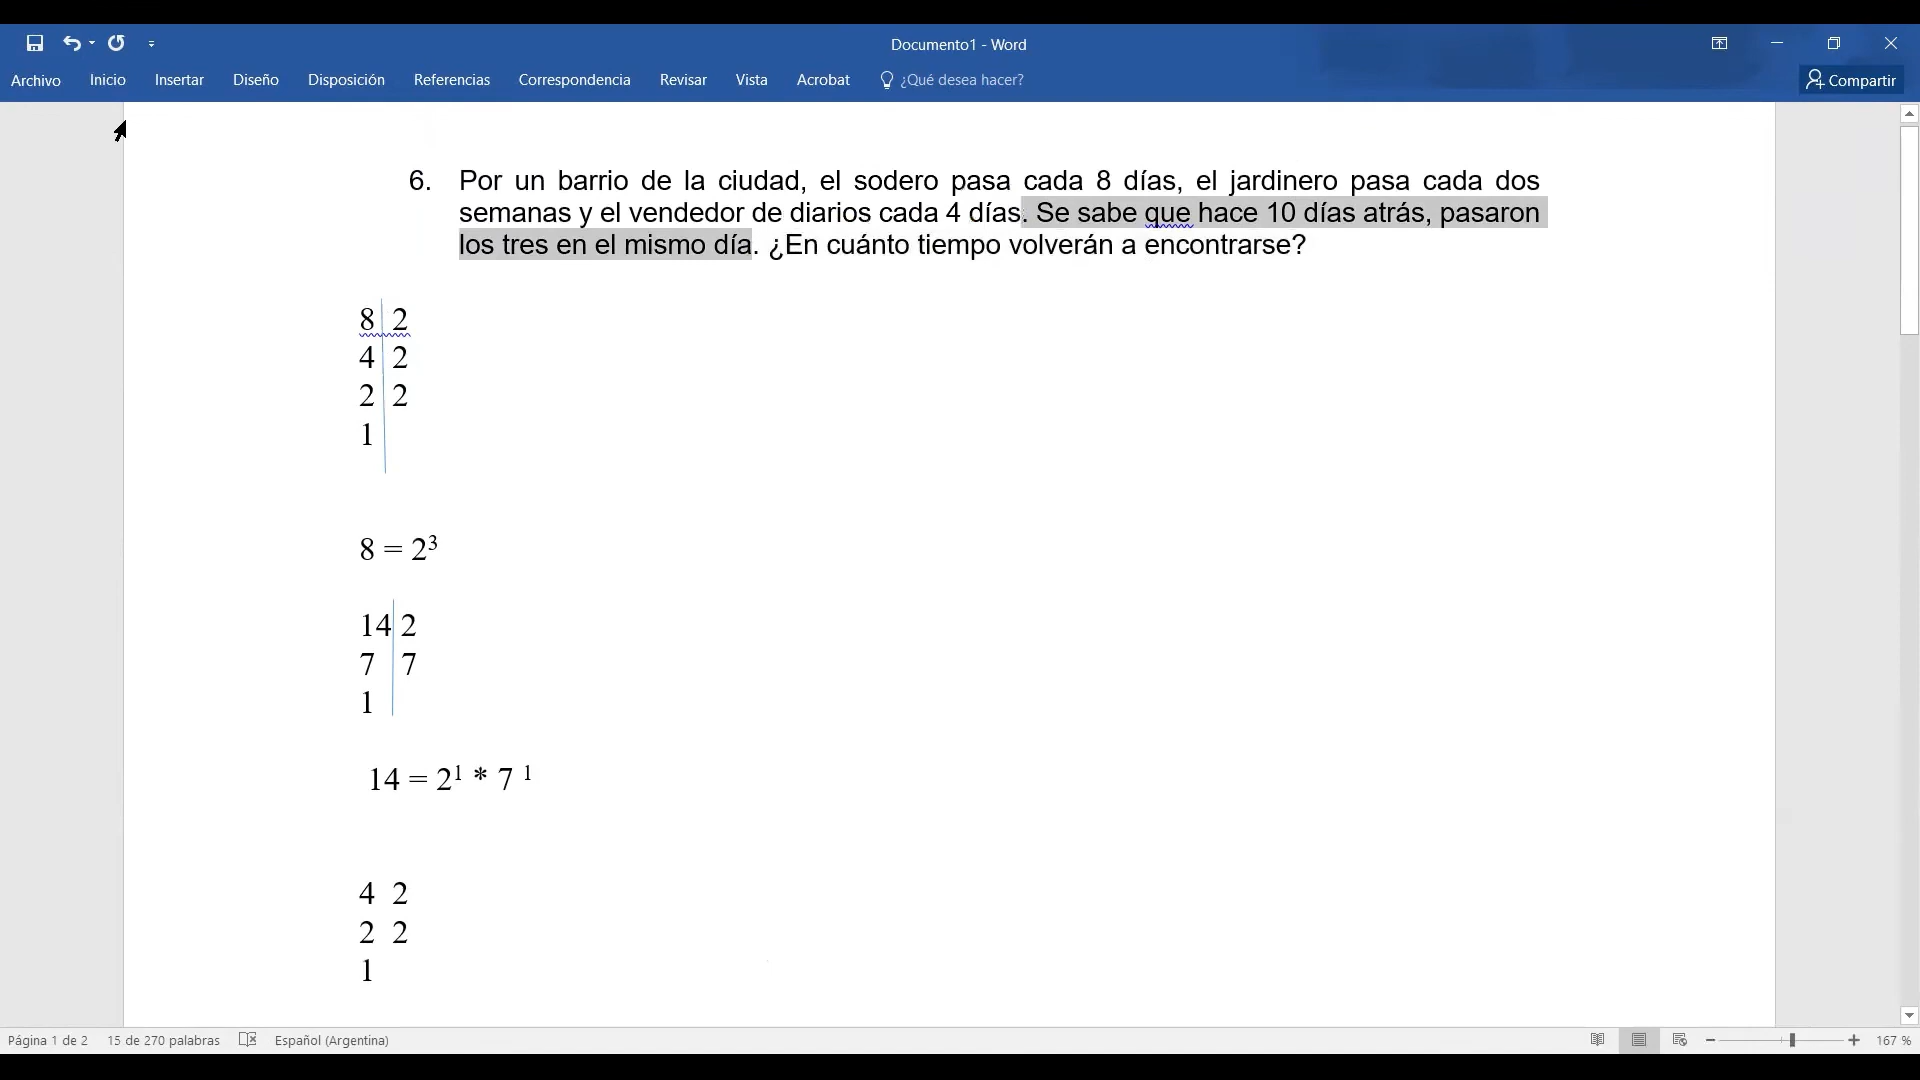 Documento1 - Word
Archivo Inicio Insertar Diseño Disposición Referencias Correspondencia Revisar Vista Acrobat ¿Qué desea hacer? Compartir
6. Por un barrio de la ciudad, el sodero pasa cada 8 días, el jardinero pasa cada dos
semanas y el vendedor de diarios cada 4 días. Se sabe que hace 10 días atrás, pasaron
los tres en el mismo día. ¿En cuánto tiempo volverán a encontrarse?
8 2
4 2
2 2
1
8 = 2³
14 2
7 7
1
14 = 2¹ * 7 ¹
4 2
2 2
1
Página 1 de 2 15 de 270 palabras Español (Argentina) 167 %